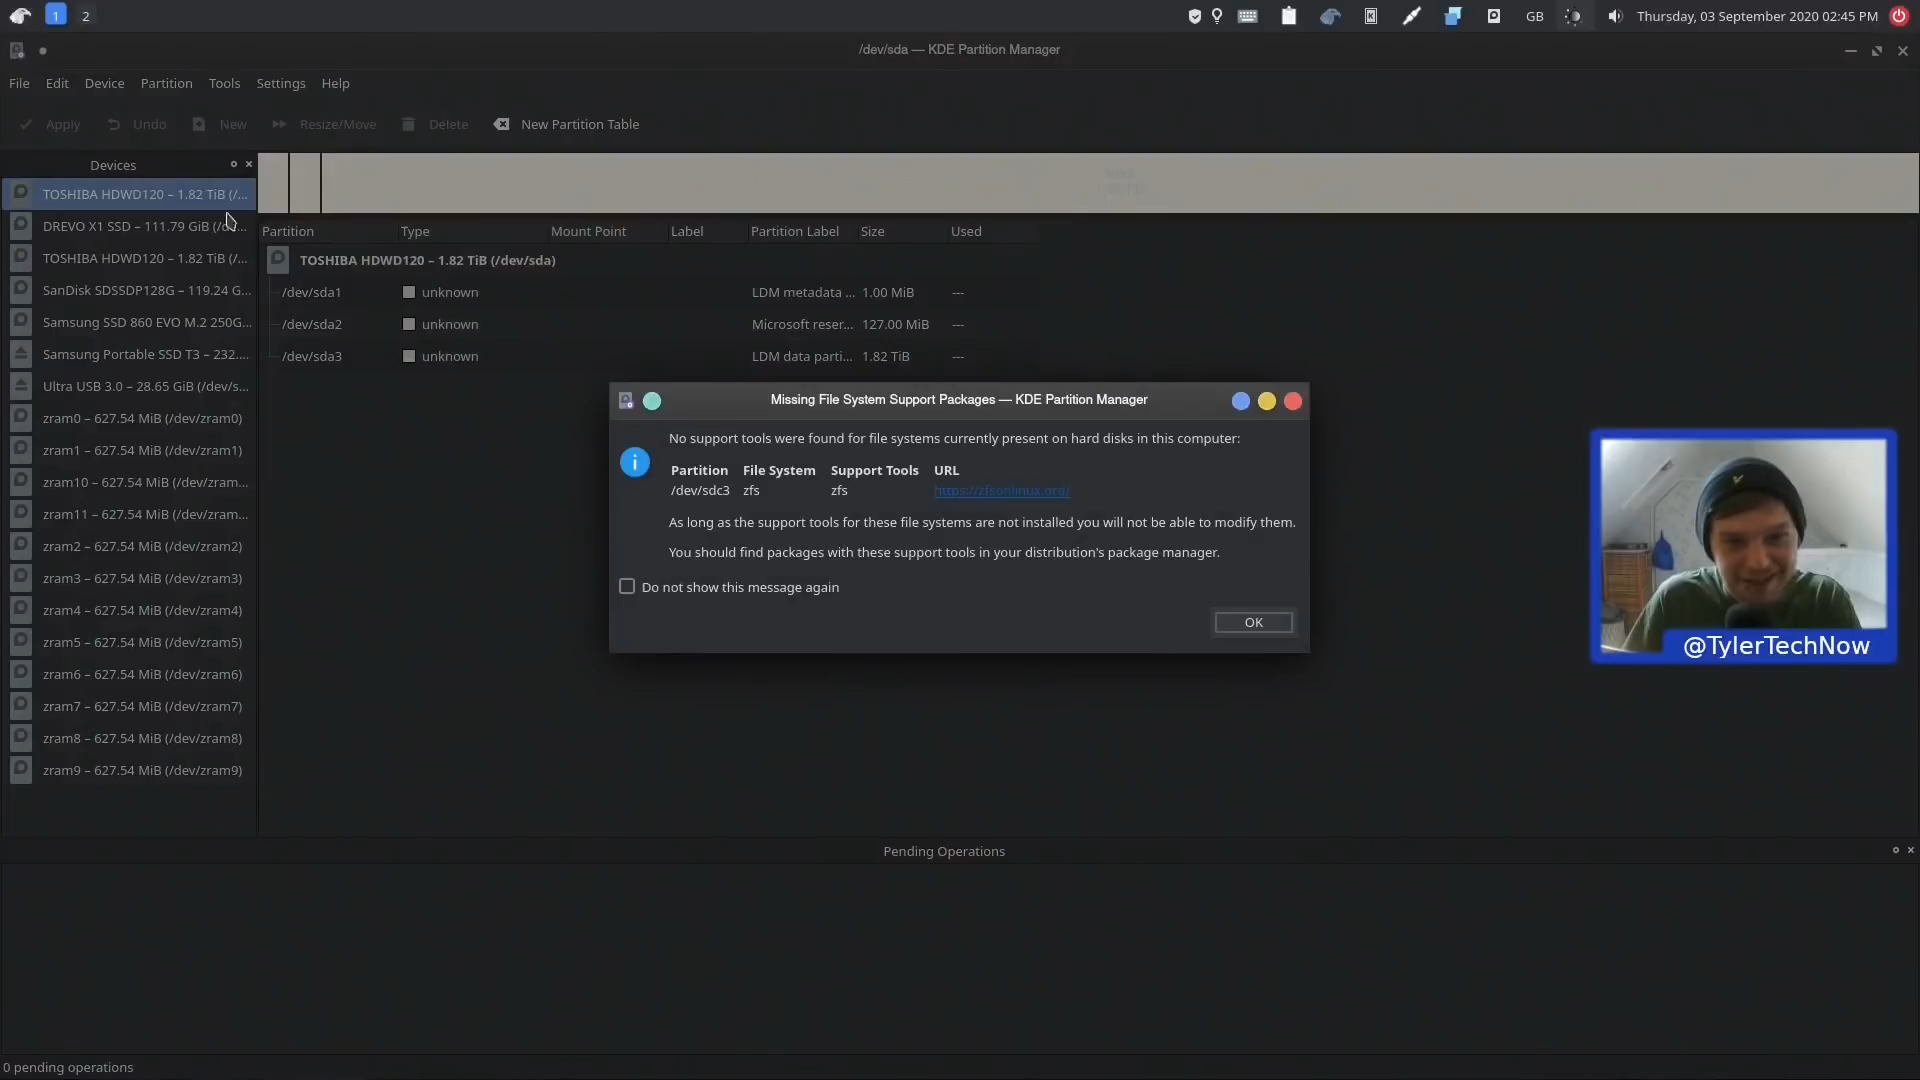 1 2 GB Thursday, 03 September 2020 02:45 PM
/dev/sda — KDE Partition Manager
File Edit Device Partition Tools Settings Help
Apply Undo New Resize/Move Delete New Partition Table
Devices
TOSHIBA HDWD120 – 1.82 TiB (/...
DREVO X1 SSD – 111.79 GiB (/d...
TOSHIBA HDWD120 – 1.82 TiB (/...
SanDisk SDSSDP128G – 119.24 G...
Samsung SSD 860 EVO M.2 250G...
Samsung Portable SSD T3 – 232....
Ultra USB 3.0 – 28.65 GiB (/dev/s...
zram0 – 627.54 MiB (/dev/zram0)
zram1 – 627.54 MiB (/dev/zram1)
zram10 – 627.54 MiB (/dev/zram...
zram11 – 627.54 MiB (/dev/zram...
zram2 – 627.54 MiB (/dev/zram2)
zram3 – 627.54 MiB (/dev/zram3)
zram4 – 627.54 MiB (/dev/zram4)
zram5 – 627.54 MiB (/dev/zram5)
zram6 – 627.54 MiB (/dev/zram6)
zram7 – 627.54 MiB (/dev/zram7)
zram8 – 627.54 MiB (/dev/zram8)
zram9 – 627.54 MiB (/dev/zram9)
Partition Type Mount Point Label Partition Label Size Used
TOSHIBA HDWD120 – 1.82 TiB (/dev/sda)
/dev/sda1 unknown LDM metadata ... 1.00 MiB ---
/dev/sda2 unknown Microsoft reser... 127.00 MiB ---
/dev/sda3 unknown LDM data parti... 1.82 TiB ---
Missing File System Support Packages — KDE Partition Manager
No support tools were found for file systems currently present on hard disks in this computer:
Partition File System Support Tools URL
/dev/sdc3 zfs zfs https://zfsonlinux.org/
As long as the support tools for these file systems are not installed you will not be able to modify them.
You should find packages with these support tools in your distribution's package manager.
Do not show this message again
OK
@TylerTechNow
Pending Operations
0 pending operations